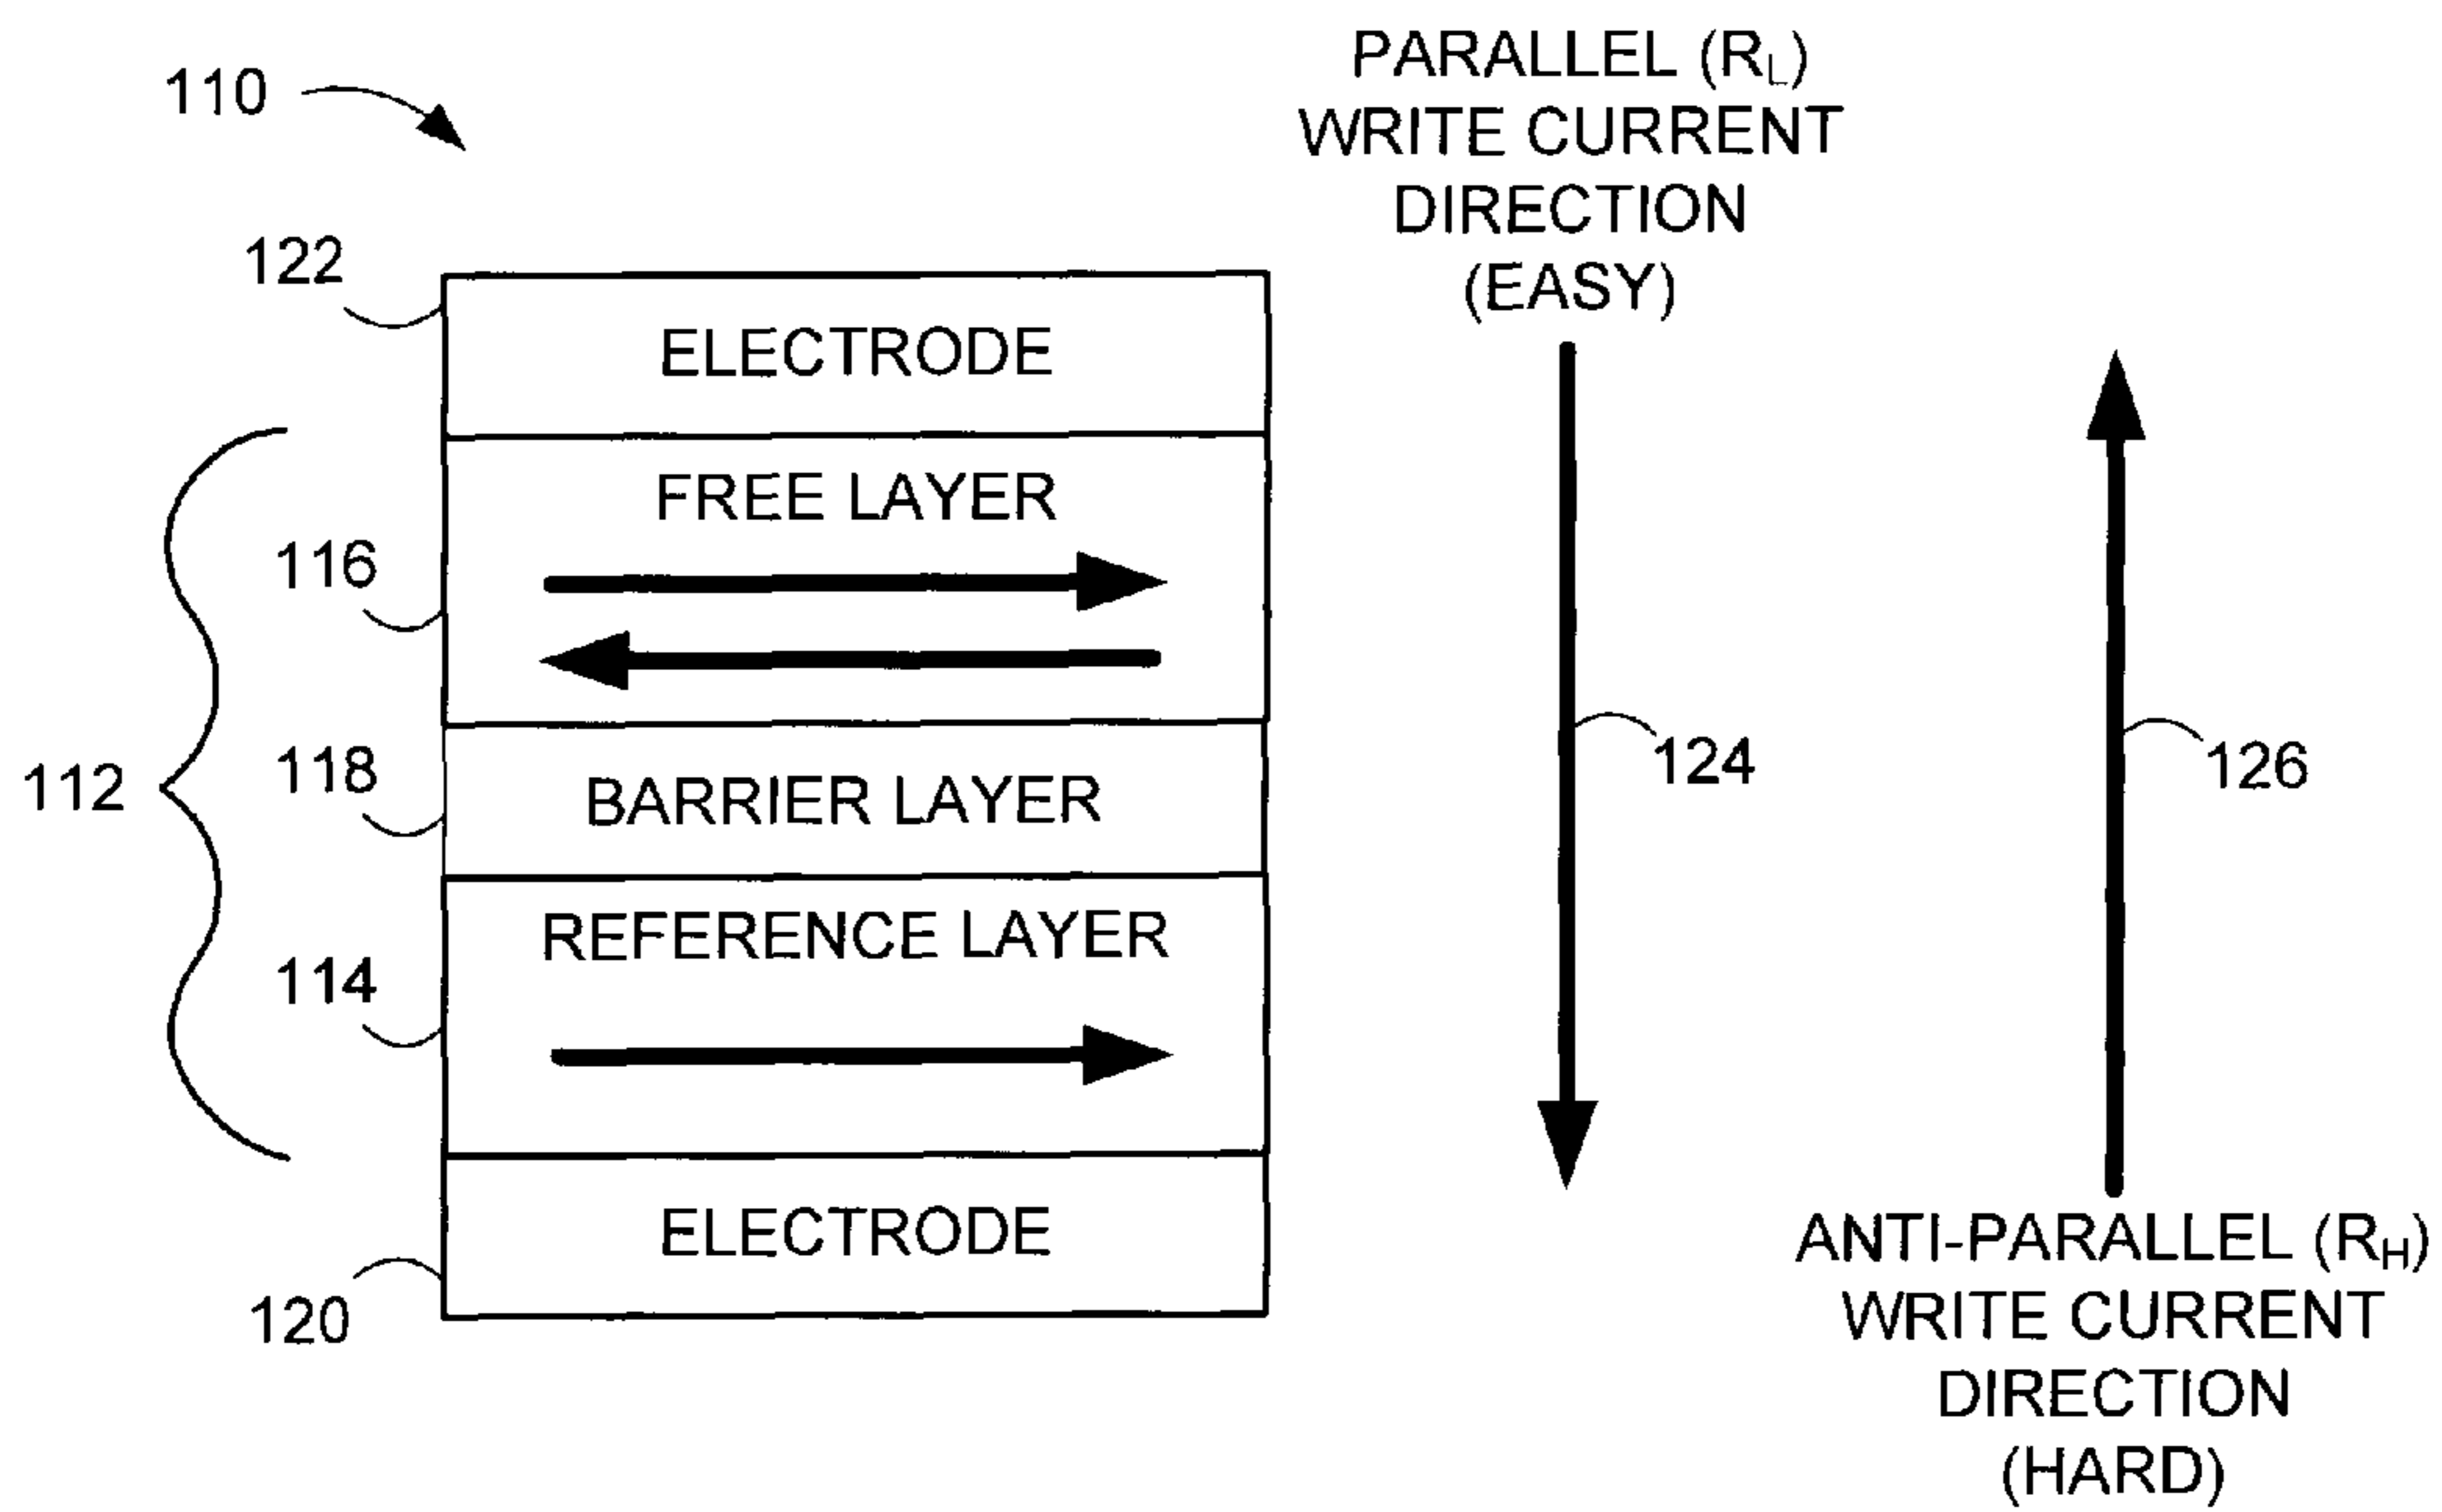 110
PARALLEL (RL)
WRITE CURRENT
DIRECTION
(EASY)
122
ELECTRODE
FREE LAYER
116
118
112
BARRIER LAYER
124
126
REFERENCE LAYER
114
ELECTRODE
120
ANTI-PARALLEL (RH)
WRITE CURRENT
DIRECTION
(HARD)